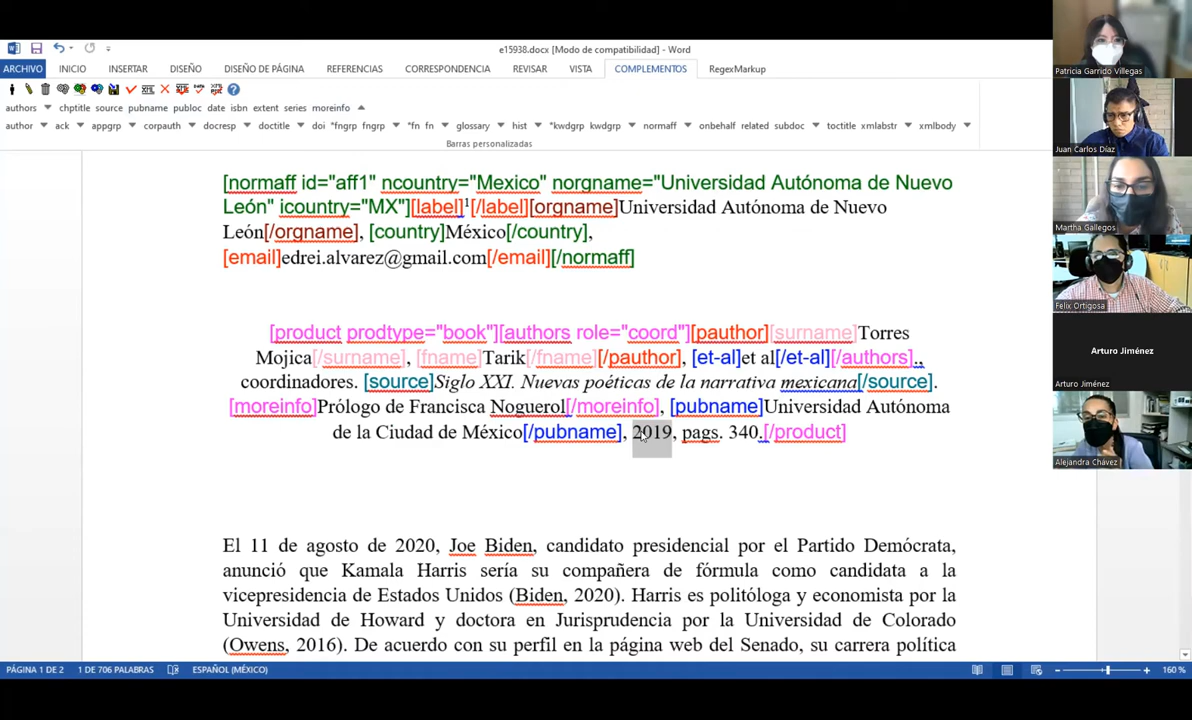 e15938.docx [Modo de compatibilidad] - Word
ARCHIVO INICIO INSERTAR DISEÑO DISEÑO DE PÁGINA REFERENCIAS CORRESPONDENCIA REVISAR VISTA COMPLEMENTOS RegexMarkup
authors chptitle source pubname publoc date isbn extent series moreinfo
author ack appgrp corpauth docresp doctitle doi *fngrp fngrp *fn fn glossary hist *kwdgrp kwdgrp normaff onbehalf related subdoc toctitle xmlabstr xmlbody
Barras personalizadas
[normaff id="aff1" ncountry="Mexico" norgname="Universidad Autónoma de Nuevo
León" icountry="MX"][label]1[/label][orgname]Universidad Autónoma de Nuevo
León[/orgname], [country]México[/country],
[email]edrei.alvarez@gmail.com[/email][/normaff]
[product prodtype="book"][authors role="coord"][pauthor][surname]Torres
Mojica[/surname], [fname]Tarik[/fname][/pauthor], [et-al]et al[/et-al][/authors].,
coordinadores. [source]Siglo XXI. Nuevas poéticas de la narrativa mexicana[/source].
[moreinfo]Prólogo de Francisca Noguerol[/moreinfo], [pubname]Universidad Autónoma
de la Ciudad de México[/pubname], 2019, pags. 340.[/product]
El 11 de agosto de 2020, Joe Biden, candidato presidencial por el Partido Demócrata,
anunció que Kamala Harris sería su compañera de fórmula como candidata a la
vicepresidencia de Estados Unidos (Biden, 2020). Harris es politóloga y economista por la
Universidad de Howard y doctora en Jurisprudencia por la Universidad de Colorado
(Owens, 2016). De acuerdo con su perfil en la página web del Senado, su carrera política
PÁGINA 1 DE 2 1 DE 706 PALABRAS ESPAÑOL (MÉXICO) 160 %
Patricia Garrido Villegas
Juan Carlos Díaz
Martha Gallegos
Felix Ortigosa
Arturo Jiménez
Arturo Jiménez
Alejandra Chávez